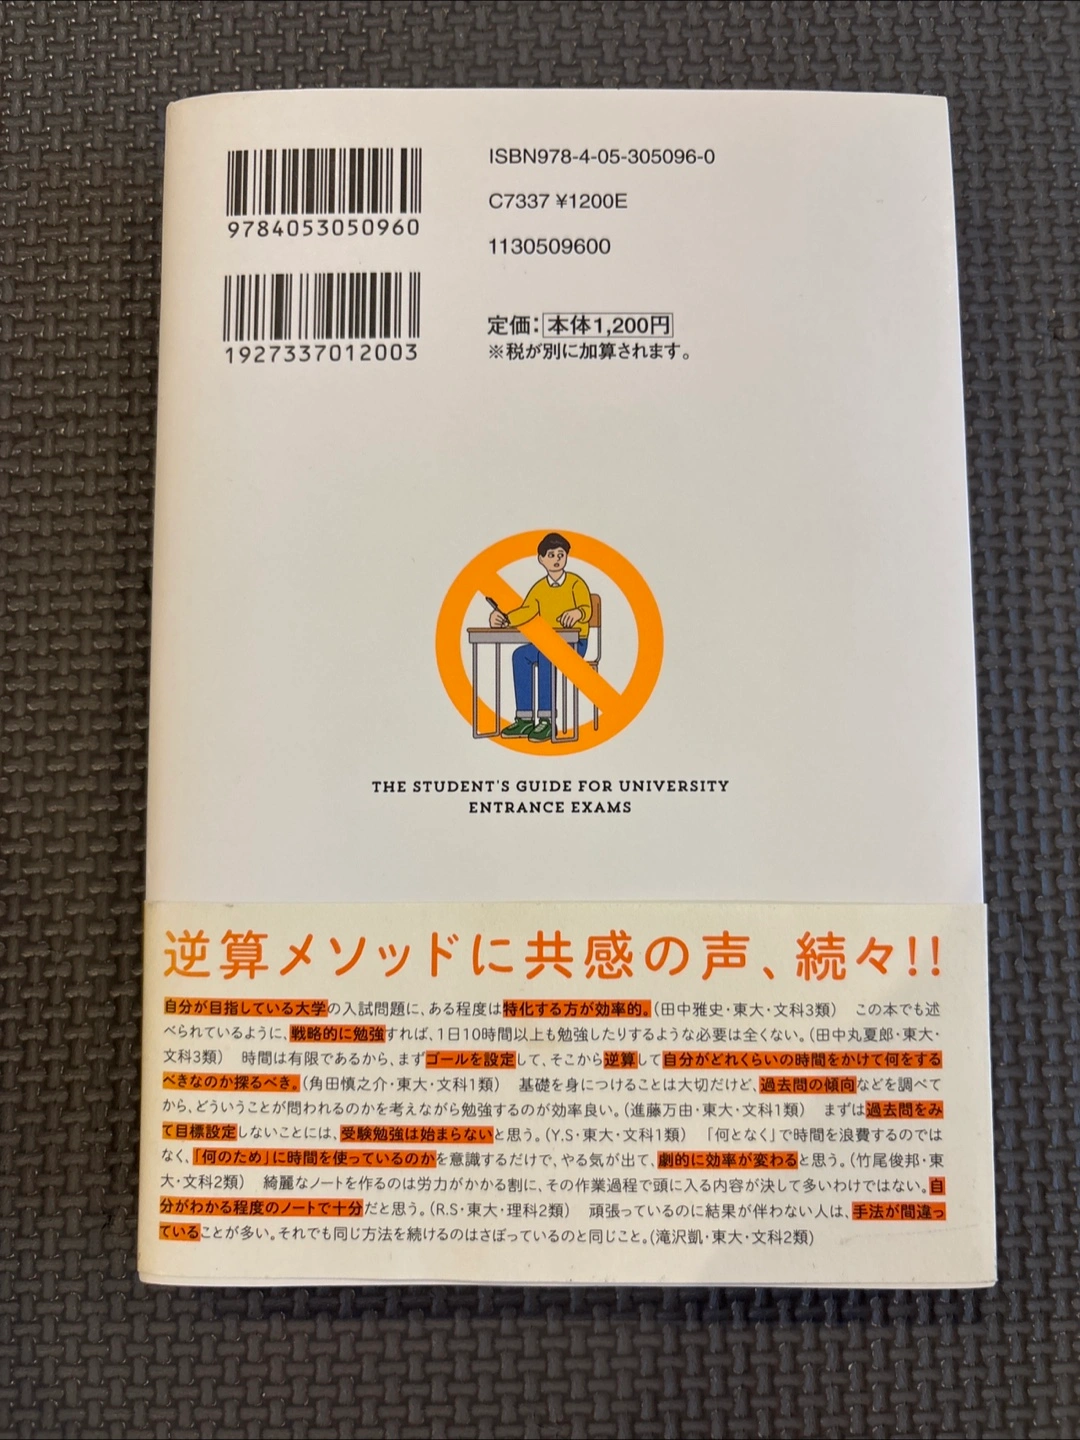 ISBN978-4-05-305096-0
9784053050960
C7337 ¥1200E
1130509600
1927337012003
定価：本体1,200円
※税が別に加算されます。
THE STUDENT'S GUIDE FOR UNIVERSITY
ENTRANCE EXAMS
逆算メソッドに共感の声、続々!!
自分が目指している大学の入試問題に、ある程度は特化する方が効率的。（田中雅史・東大・文科3類）　この本でも述
べられているように、戦略的に勉強すれば、1日10時間以上も勉強したりするような必要は全くない。（田中丸夏郎・東大・
文科3類）　時間は有限であるから、まずゴールを設定して、そこから逆算して自分がどれくらいの時間をかけて何をする
べきなのか探るべき。（角田慎之介・東大・文科1類）　基礎を身につけることは大切だけど、過去問の傾向などを調べて
から、どういうことが問われるのかを考えながら勉強するのが効率良い。（進藤万由・東大・文科1類）　まずは過去問をみ
て目標設定しないことには、受験勉強は始まらないと思う。（Y.S・東大・文科1類）　「何となく」で時間を浪費するのでは
なく、「何のため」に時間を使っているのかを意識するだけで、やる気が出て、劇的に効率が変わると思う。（竹尾俊邦・東
大・文科2類）　綺麗なノートを作るのは労力がかかる割に、その作業過程で頭に入る内容が決して多いわけではない。自
分がわかる程度のノートで十分だと思う。（R.S・東大・理科2類）　頑張っているのに結果が伴わない人は、手法が間違っ
ていることが多い。それでも同じ方法を続けるのはさぼっているのと同じこと。（滝沢凱・東大・文科2類）